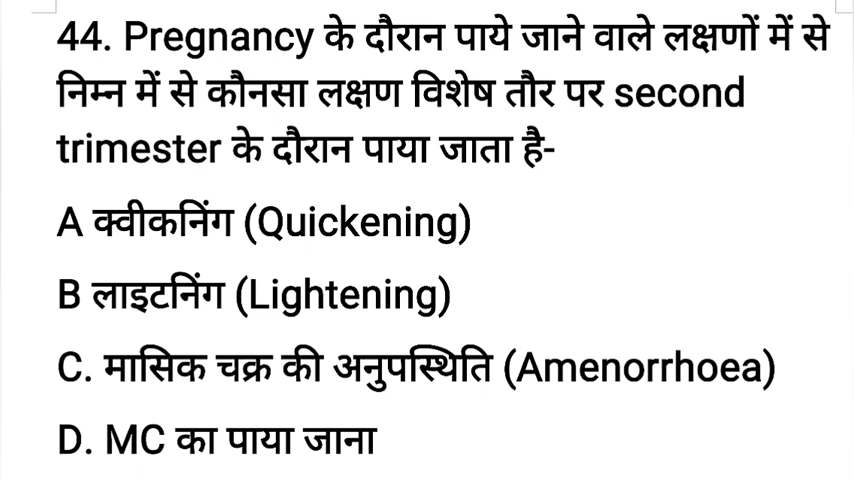 44. Pregnancy के दौरान पाये जाने वाले लक्षणों में से
निम्न में से कौनसा लक्षण विशेष तौर पर second
trimester के दौरान पाया जाता है-
A क्वीकनिंग (Quickening)
B लाइटनिंग (Lightening)
C. मासिक चक्र की अनुपस्थिति (Amenorrhoea)
D. MC का पाया जाना